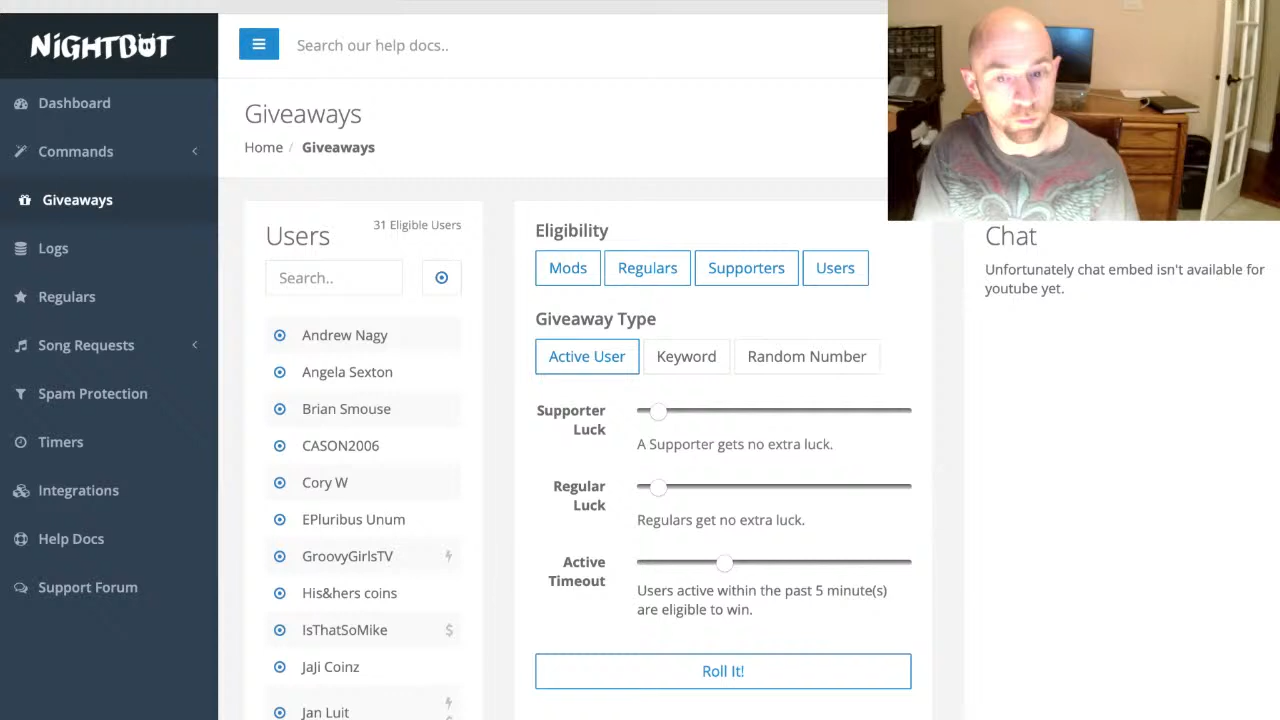 NiGHTBOT
Search our help docs..
Dashboard
Commands
Giveaways
Logs
Regulars
Song Requests
Spam Protection
Timers
Integrations
Help Docs
Support Forum
Giveaways
Home / Giveaways
Users
31 Eligible Users
Search..
Andrew Nagy
Angela Sexton
Brian Smouse
CASON2006
Cory W
EPluribus Unum
GroovyGirlsTV
His&hers coins
IsThatSoMike $
JaJi Coinz
Jan Luit
Eligibility
Mods Regulars Supporters Users
Giveaway Type
Active User Keyword Random Number
Supporter
Luck
A Supporter gets no extra luck.
Regular
Luck
Regulars get no extra luck.
Active
Timeout
Users active within the past 5 minute(s)
are eligible to win.
Roll It!
Chat
Unfortunately chat embed isn't available for
youtube yet.